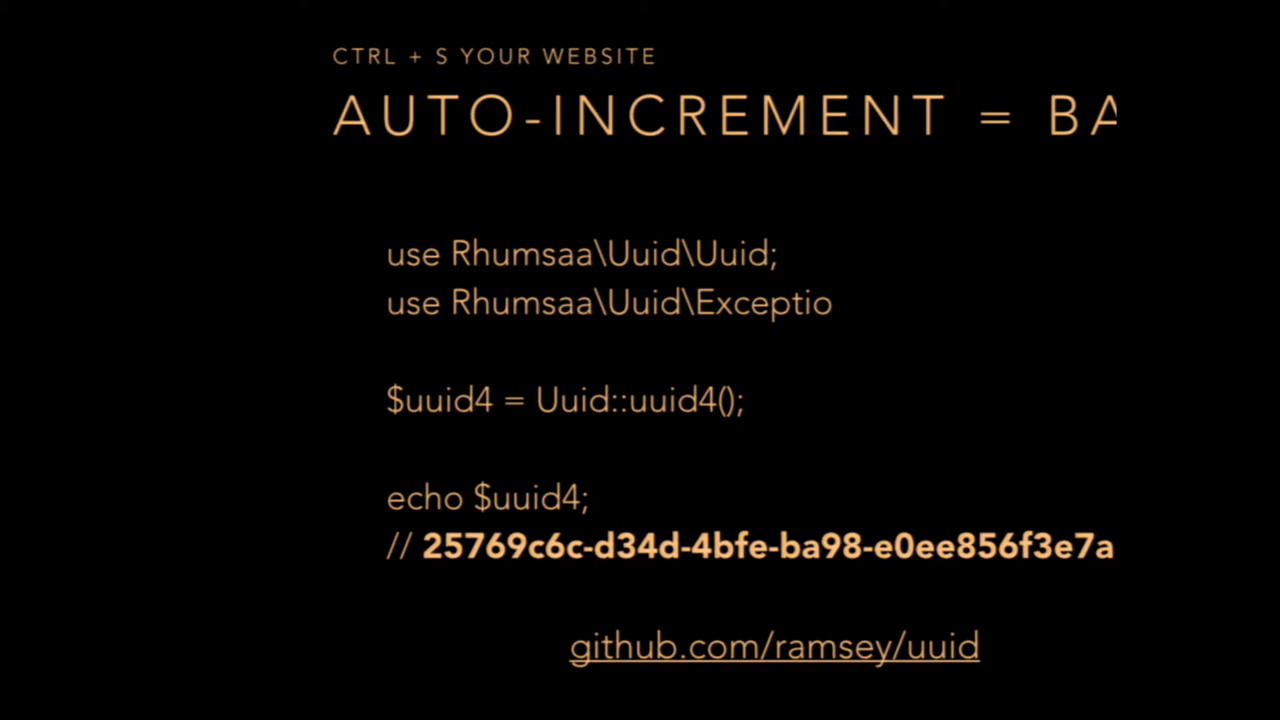 CTRL + S YOUR WEBSITE
AUTO-INCREMENT = BA
use Rhumsaa\Uuid\Uuid;
use Rhumsaa\Uuid\Exceptio
$uuid4 = Uuid::uuid4();
echo $uuid4;
// 25769c6c-d34d-4bfe-ba98-e0ee856f3e7a
github.com/ramsey/uuid